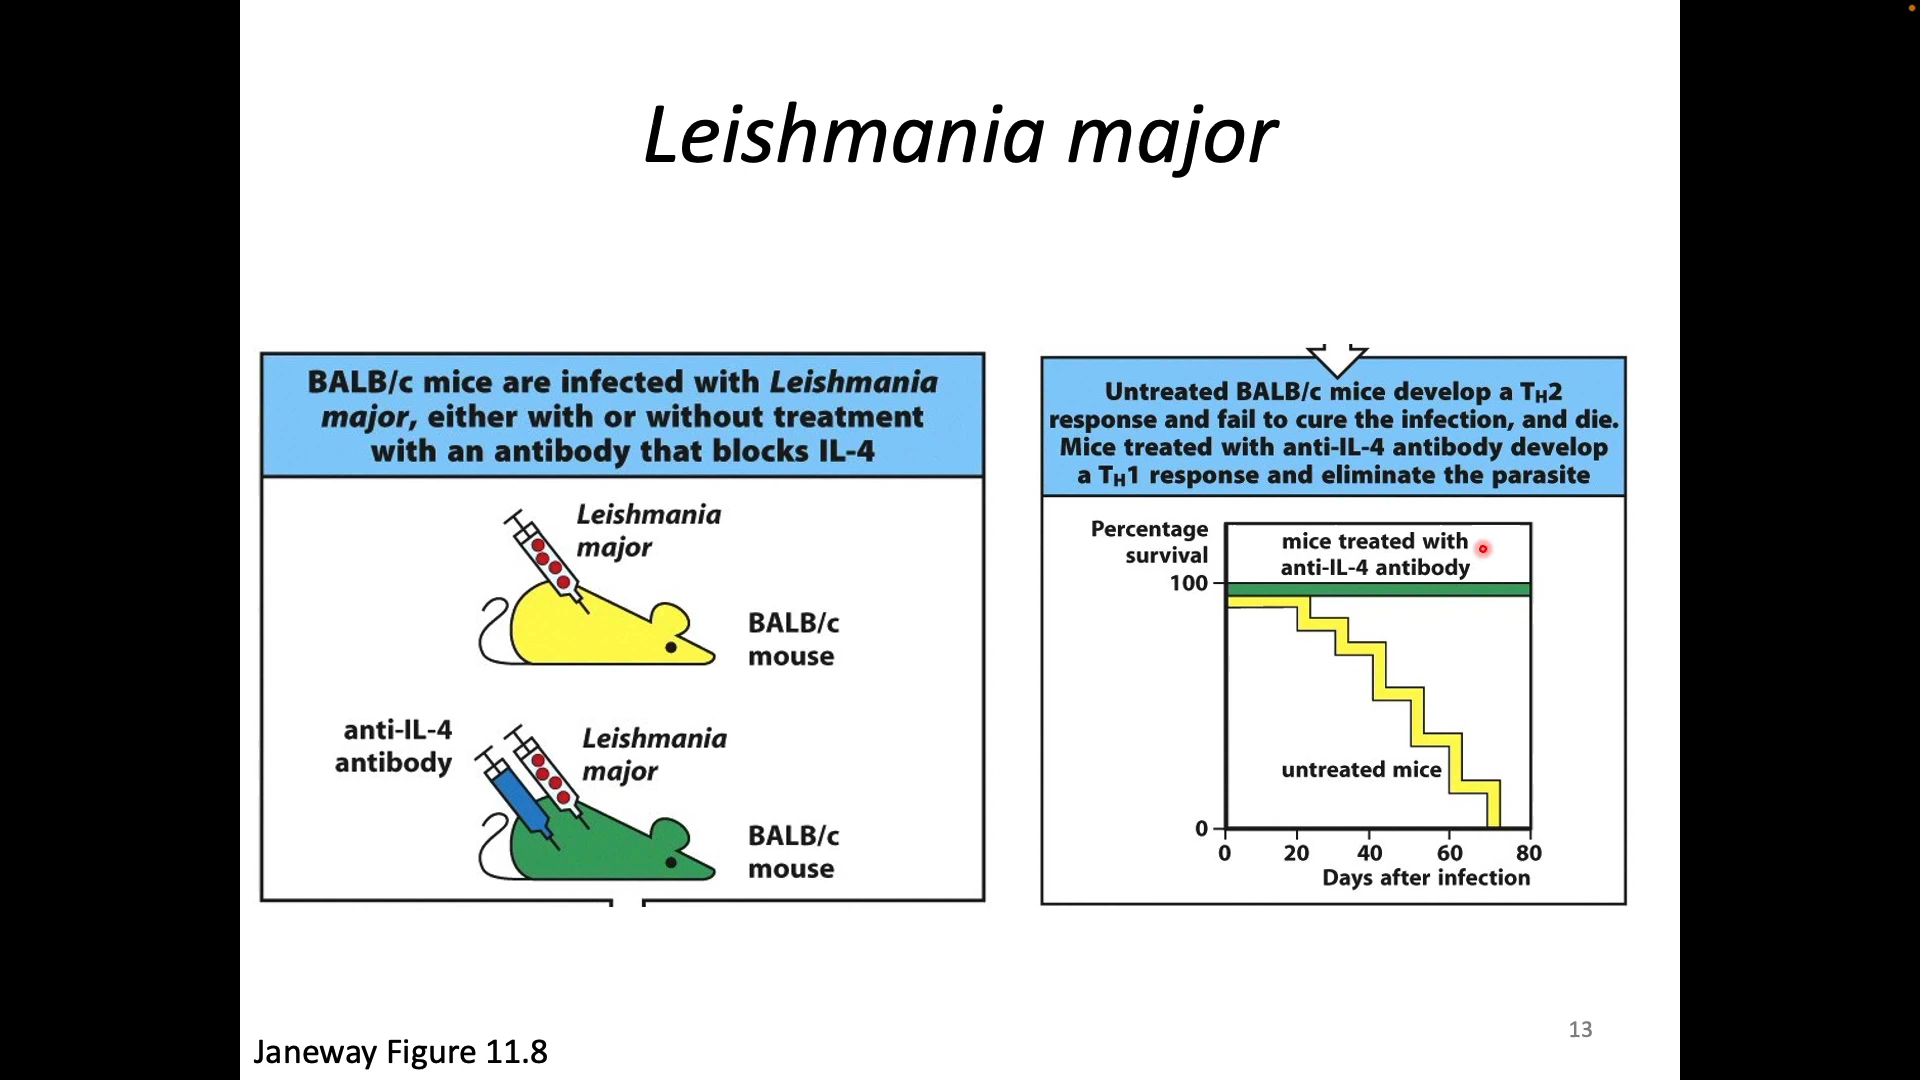 Leishmania major
BALB/c mice are infected with Leishmania
major, either with or without treatment
with an antibody that blocks IL-4
Leishmania
major
BALB/c
mouse
anti-IL-4
antibody
Leishmania
major
BALB/c
mouse
Untreated BALB/c mice develop a TH2
response and fail to cure the infection, and die.
Mice treated with anti-IL-4 antibody develop
a TH1 response and eliminate the parasite
Percentage
survival
mice treated with
anti-IL-4 antibody
100
untreated mice
0
0 20 40 60 80
Days after infection
Janeway Figure 11.8
13